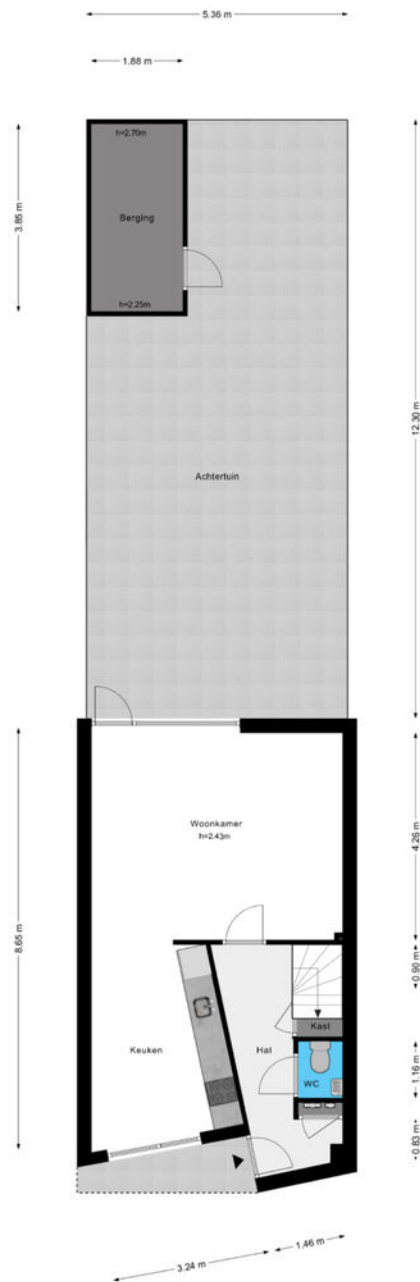 5.36 m
1.88 m
h=2.70m
Berging
3.85 m
h=2.25m
12.30 m
Achtertuin
Woonkamer
h=2.43m
4.26 m
8.65 m
0.90 m
Kast
Keuken
Hal
WC
1.16 m
0.83 m
3.24 m
1.46 m